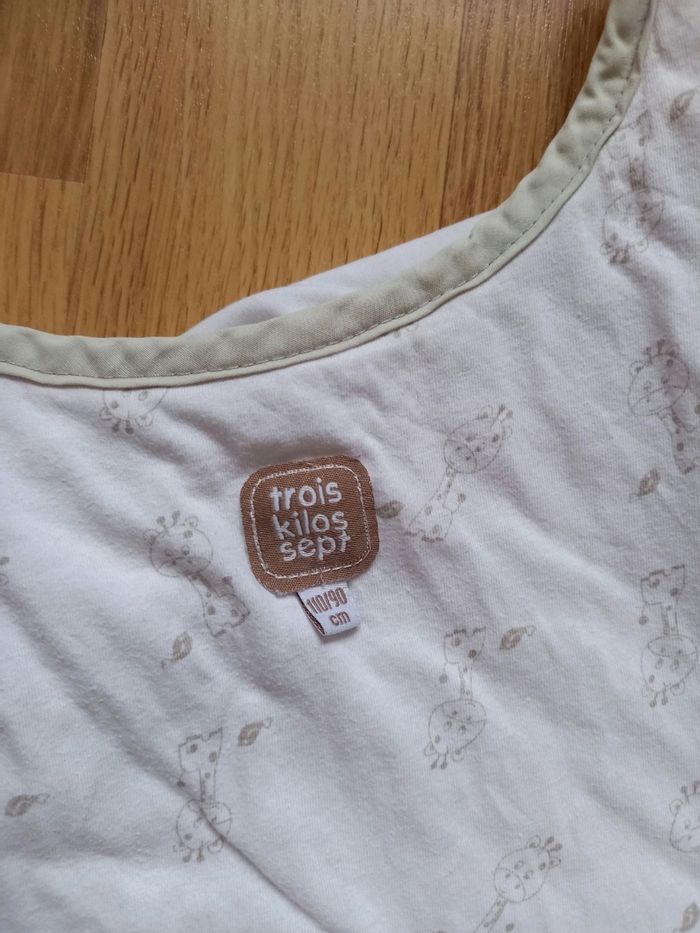 trois
kilos
sept
110/90
cm